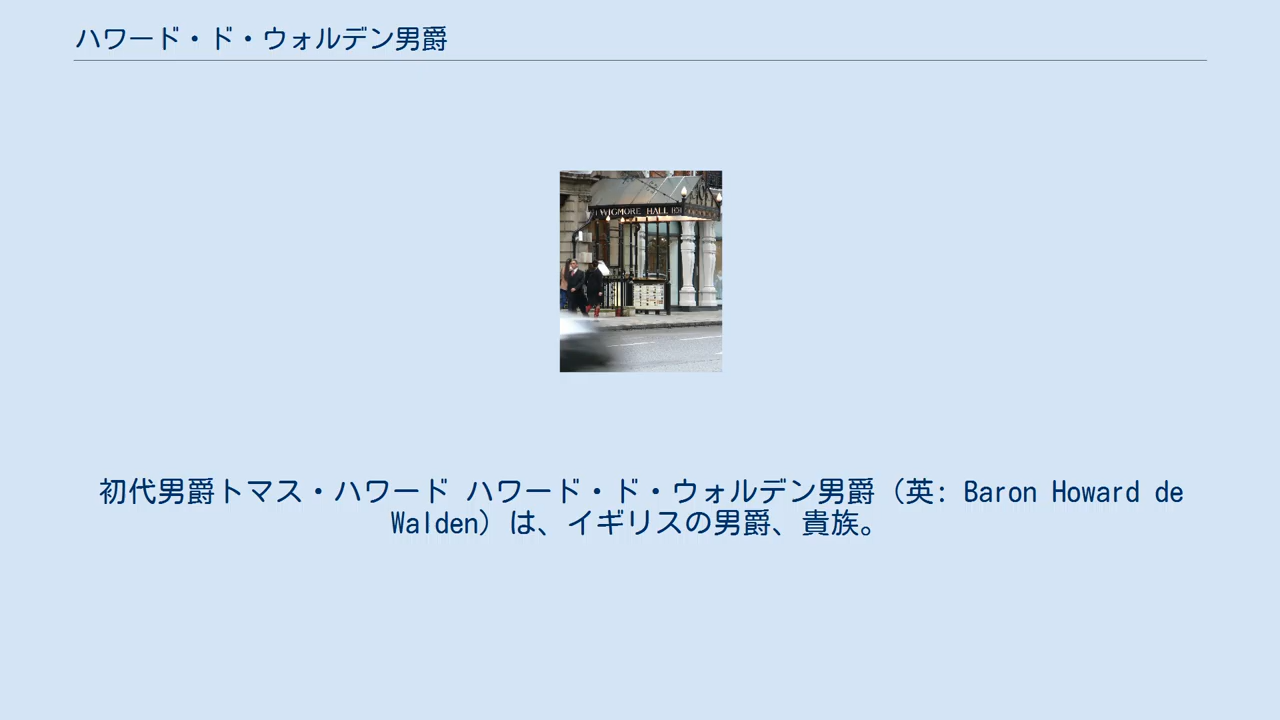 ハワード・ド・ウォルデン男爵
WIGMORE HALL
初代男爵トマス・ハワード ハワード・ド・ウォルデン男爵（英: Baron Howard de
Walden）は、イギリスの男爵、貴族。